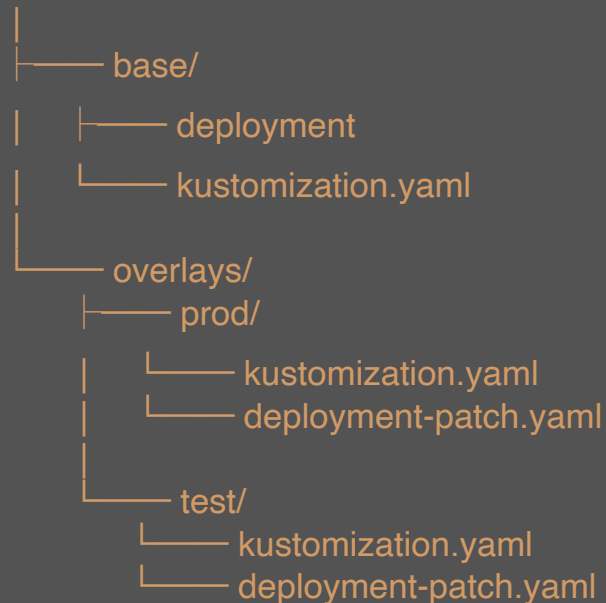 base/
deployment
kustomization.yaml
overlays/
prod/
kustomization.yaml
deployment-patch.yaml
test/
kustomization.yaml
deployment-patch.yaml